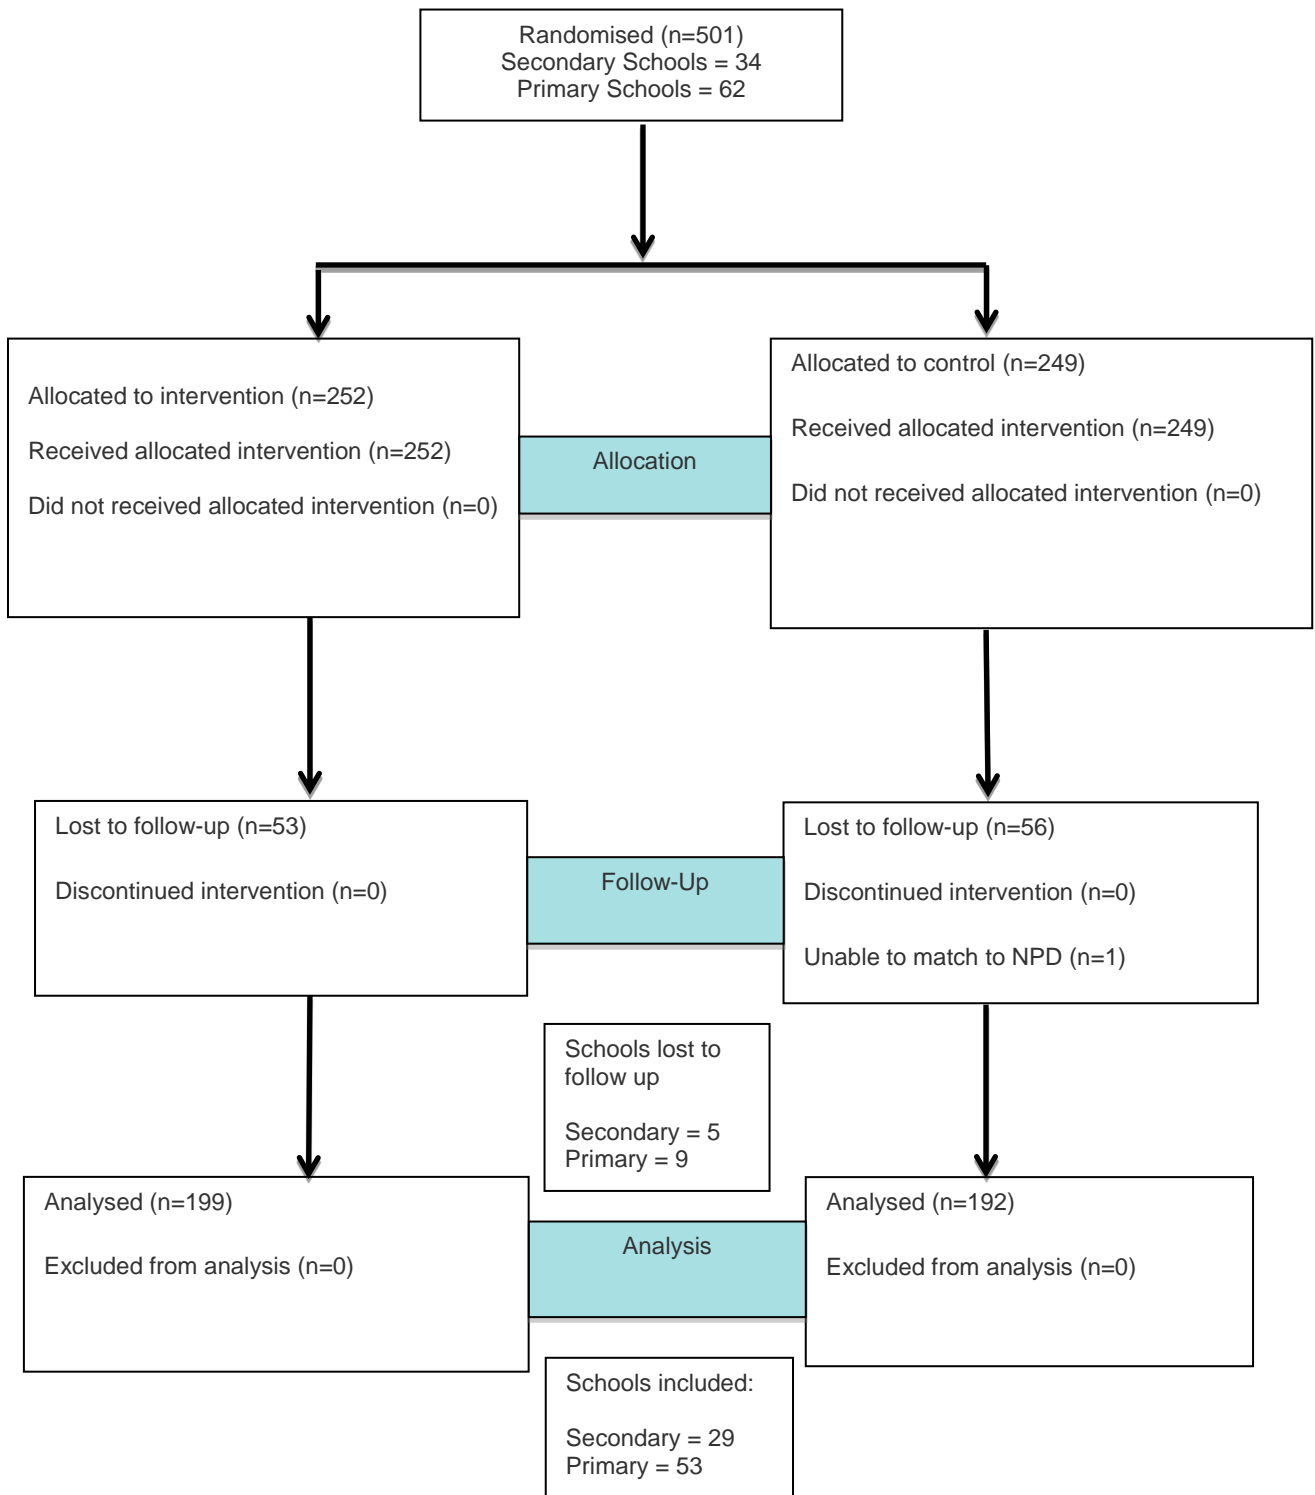 Randomised (n=501)
Secondary Schools = 34
Primary Schools = 62
Allocated to intervention (n=252)
Received allocated intervention (n=252)
Did not received allocated intervention (n=0)
Allocation
Allocated to control (n=249)
Received allocated intervention (n=249)
Did not received allocated intervention (n=0)
Lost to follow-up (n=53)
Discontinued intervention (n=0)
Follow-Up
Lost to follow-up (n=56)
Discontinued intervention (n=0)
Unable to match to NPD (n=1)
Schools lost to
follow up
Secondary = 5
Primary = 9
Analysed (n=199)
Excluded from analysis (n=0)
Analysis
Analysed (n=192)
Excluded from analysis (n=0)
Schools included:
Secondary = 29
Primary = 53